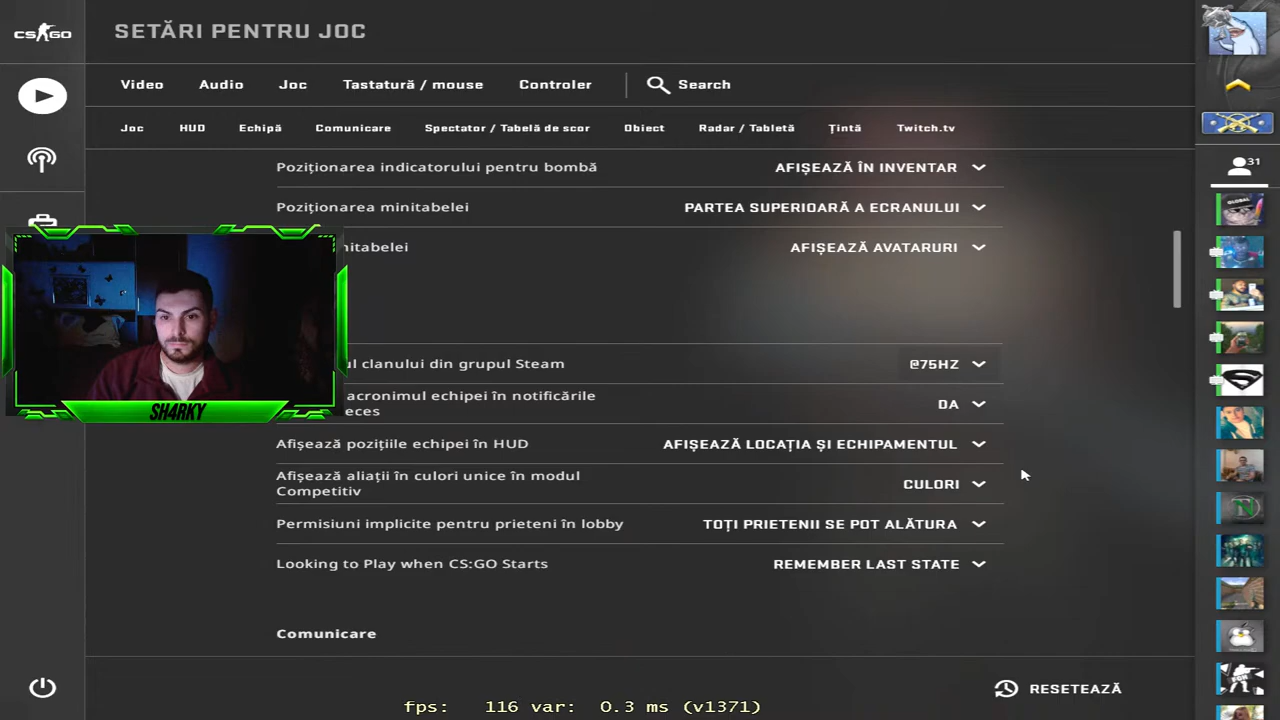 CS GO
SETĂRI PENTRU JOC
Video Audio Joc Tastatură / mouse Controler Search
Joc HUD Echipă Comunicare Spectator / Tabelă de scor Obiect Radar / Tabletă Țintă Twitch.tv
Poziționarea indicatorului pentru bombă AFIȘEAZĂ ÎN INVENTAR
Poziționarea minitabelei PARTEA SUPERIOARĂ A ECRANULUI
nitabelei AFIȘEAZĂ AVATARURI
31
GLOBAL
ul clanului din grupul Steam @75HZ
acronimul echipei în notificările
eces DA
Afișează pozițiile echipei în HUD AFIȘEAZĂ LOCAȚIA ȘI ECHIPAMENTUL
Afișează aliații în culori unice în modul
Competitiv CULORI
Permisiuni implicite pentru prieteni în lobby TOȚI PRIETENII SE POT ALĂTURA
Looking to Play when CS:GO Starts REMEMBER LAST STATE
Comunicare
RESETEAZĂ
fps: 116 var: 0.3 ms (v1371)
SH4RKY